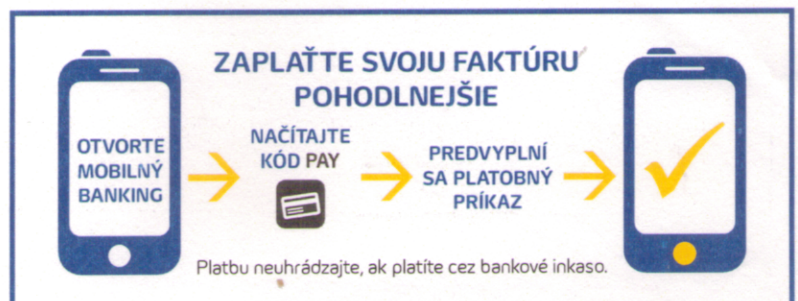 ZAPLAŤTE SVOJU FAKTÚRU
POHODLNEJŠIE
OTVORTE
MOBILNÝ
BANKING
NAČÍTAJTE
KÓD PAY
PREDVYPLNÍ
SA PLATOBNÝ
PRÍKAZ
Platbu neuhrádzajte, ak platíte cez bankové inkaso.